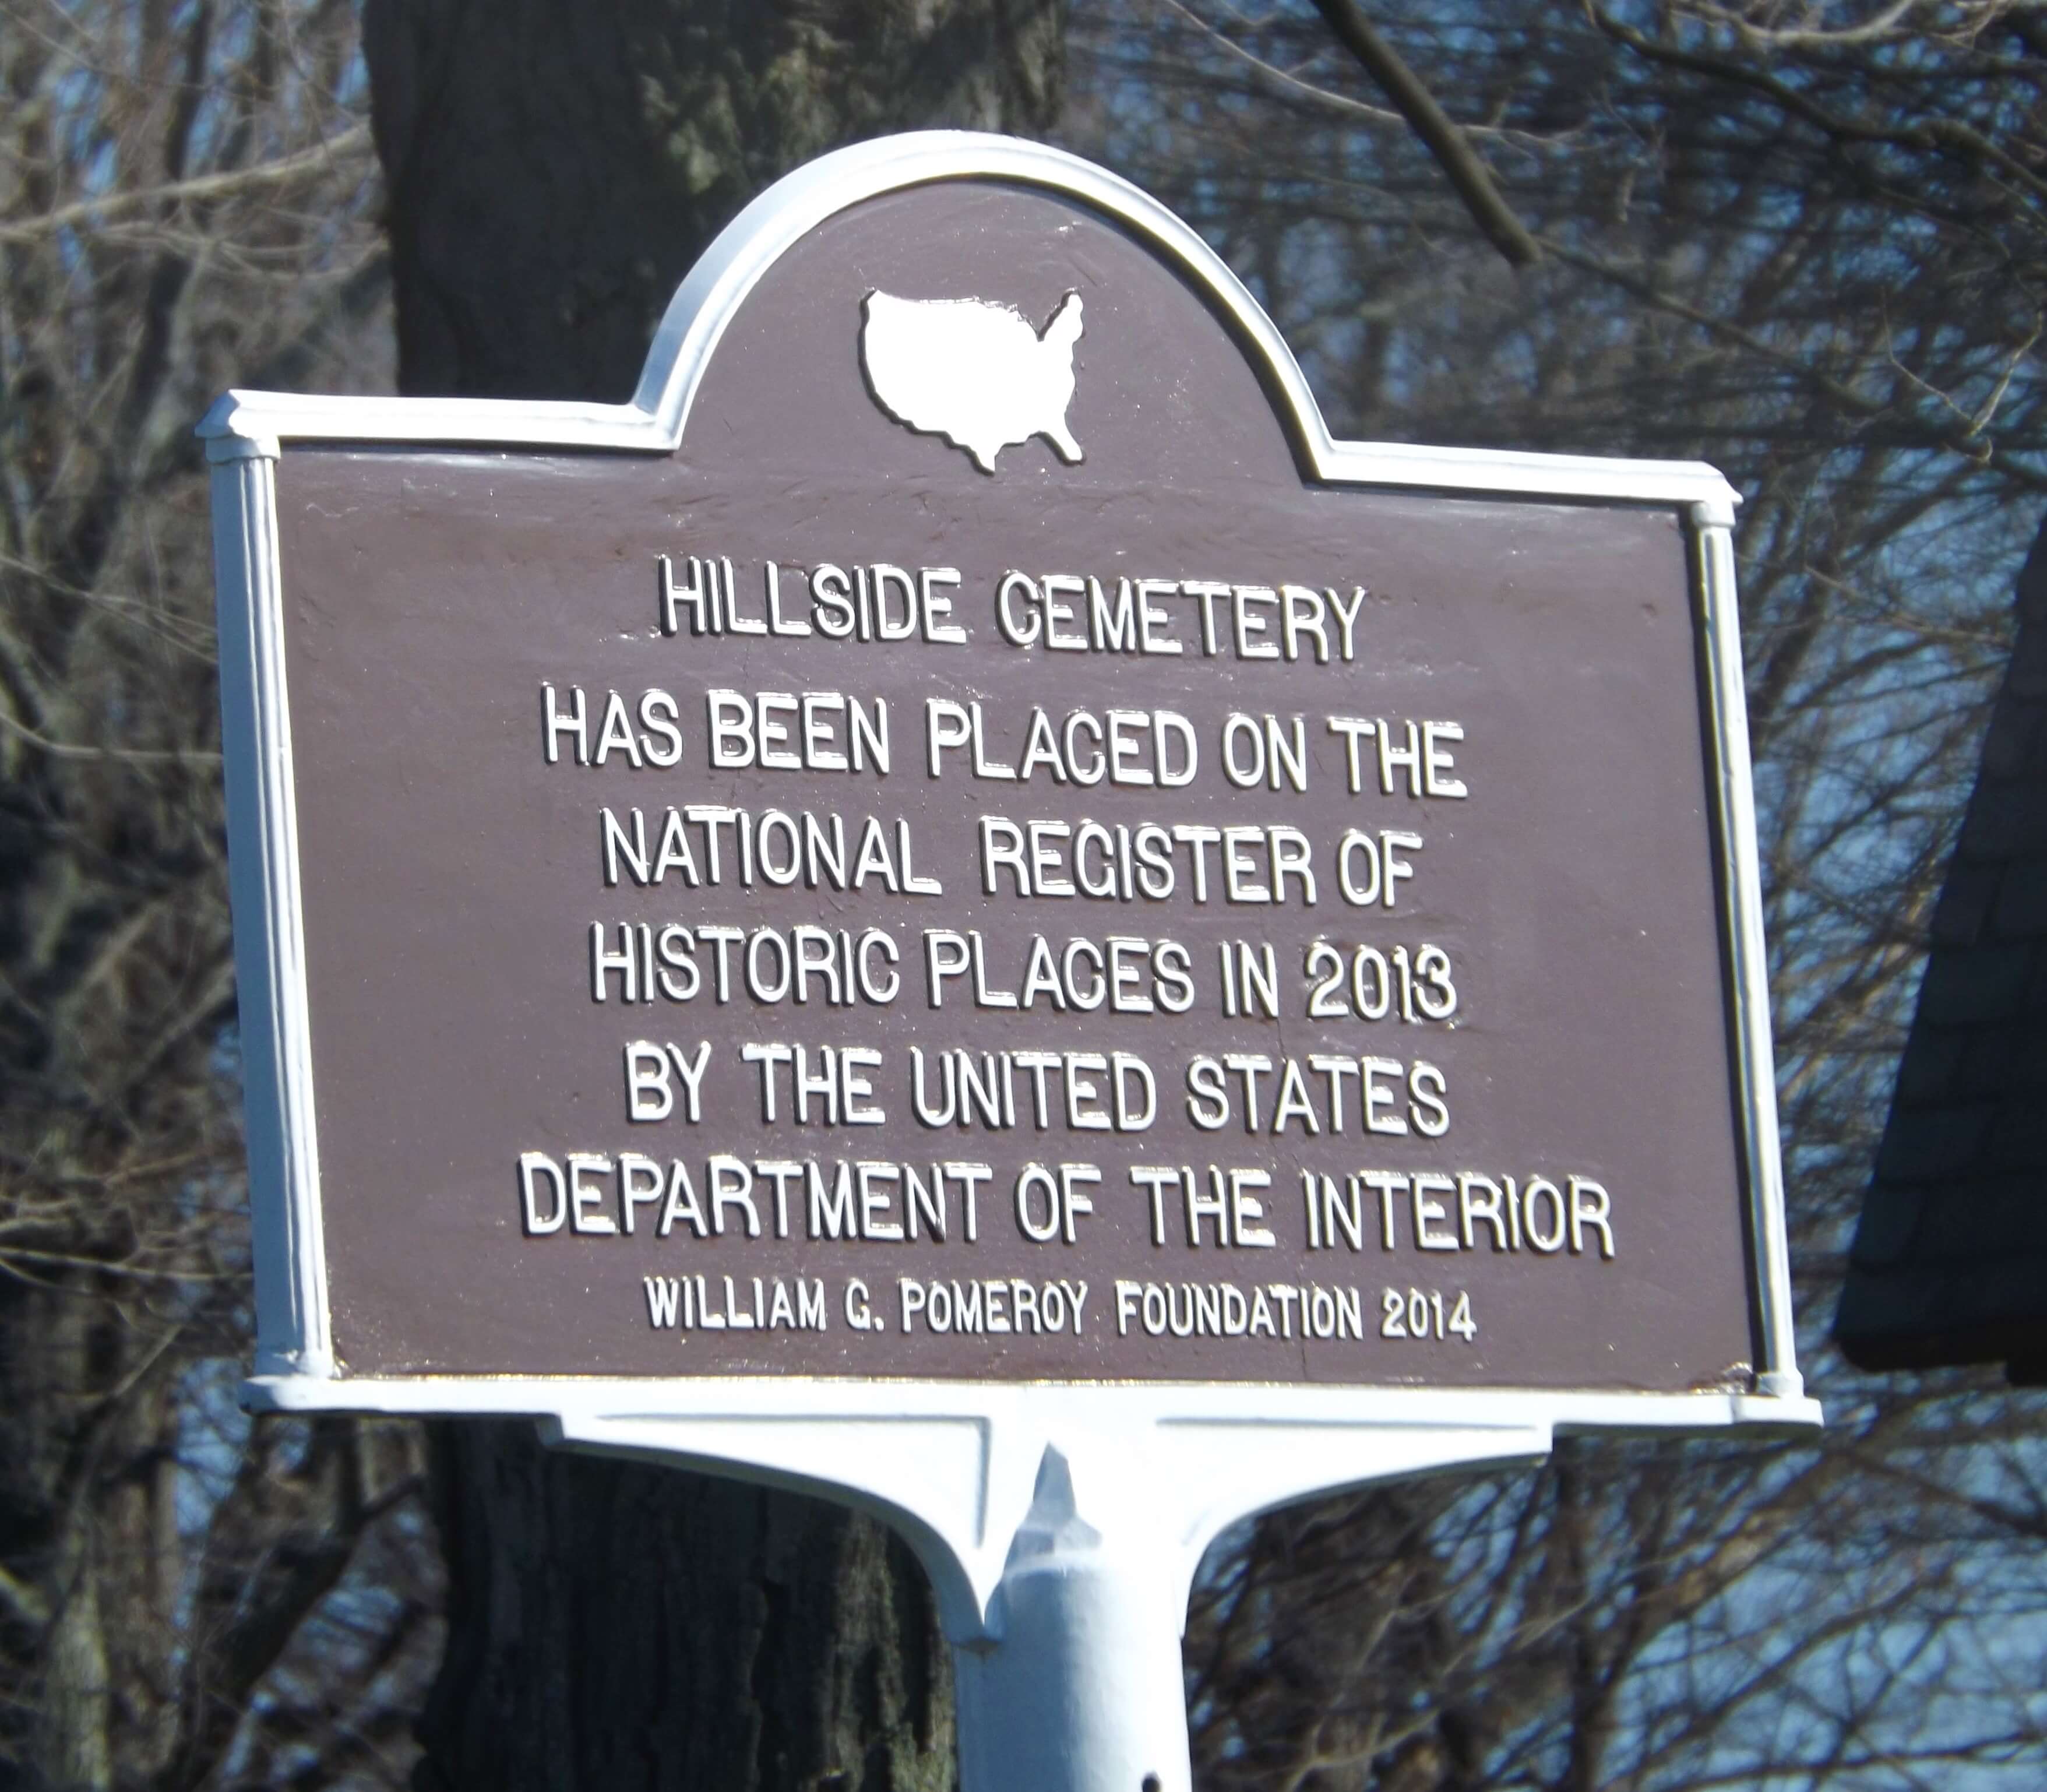 HILLSIDE CEMETERY
HAS BEEN PLACED ON THE
NATIONAL REGISTER OF
HISTORIC PLACES IN 2013
BY THE UNITED STATES
DEPARTMENT OF THE INTERIOR
WILLIAM G. POMEROY FOUNDATION 2014